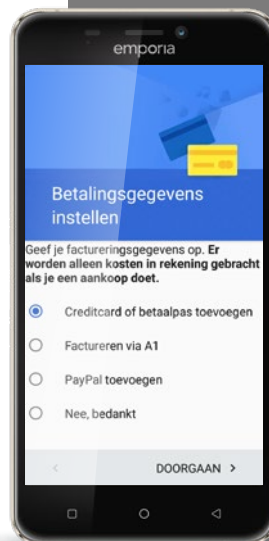 emporia
Betalingsgegevens
instellen
Geef je factureringsgegevens op. Er
worden alleen kosten in rekening gebracht
als je een aankoop doet.
Creditcard of betaalpas toevoegen
Factureren via A1
PayPal toevoegen
Nee, bedankt
DOORGAAN >